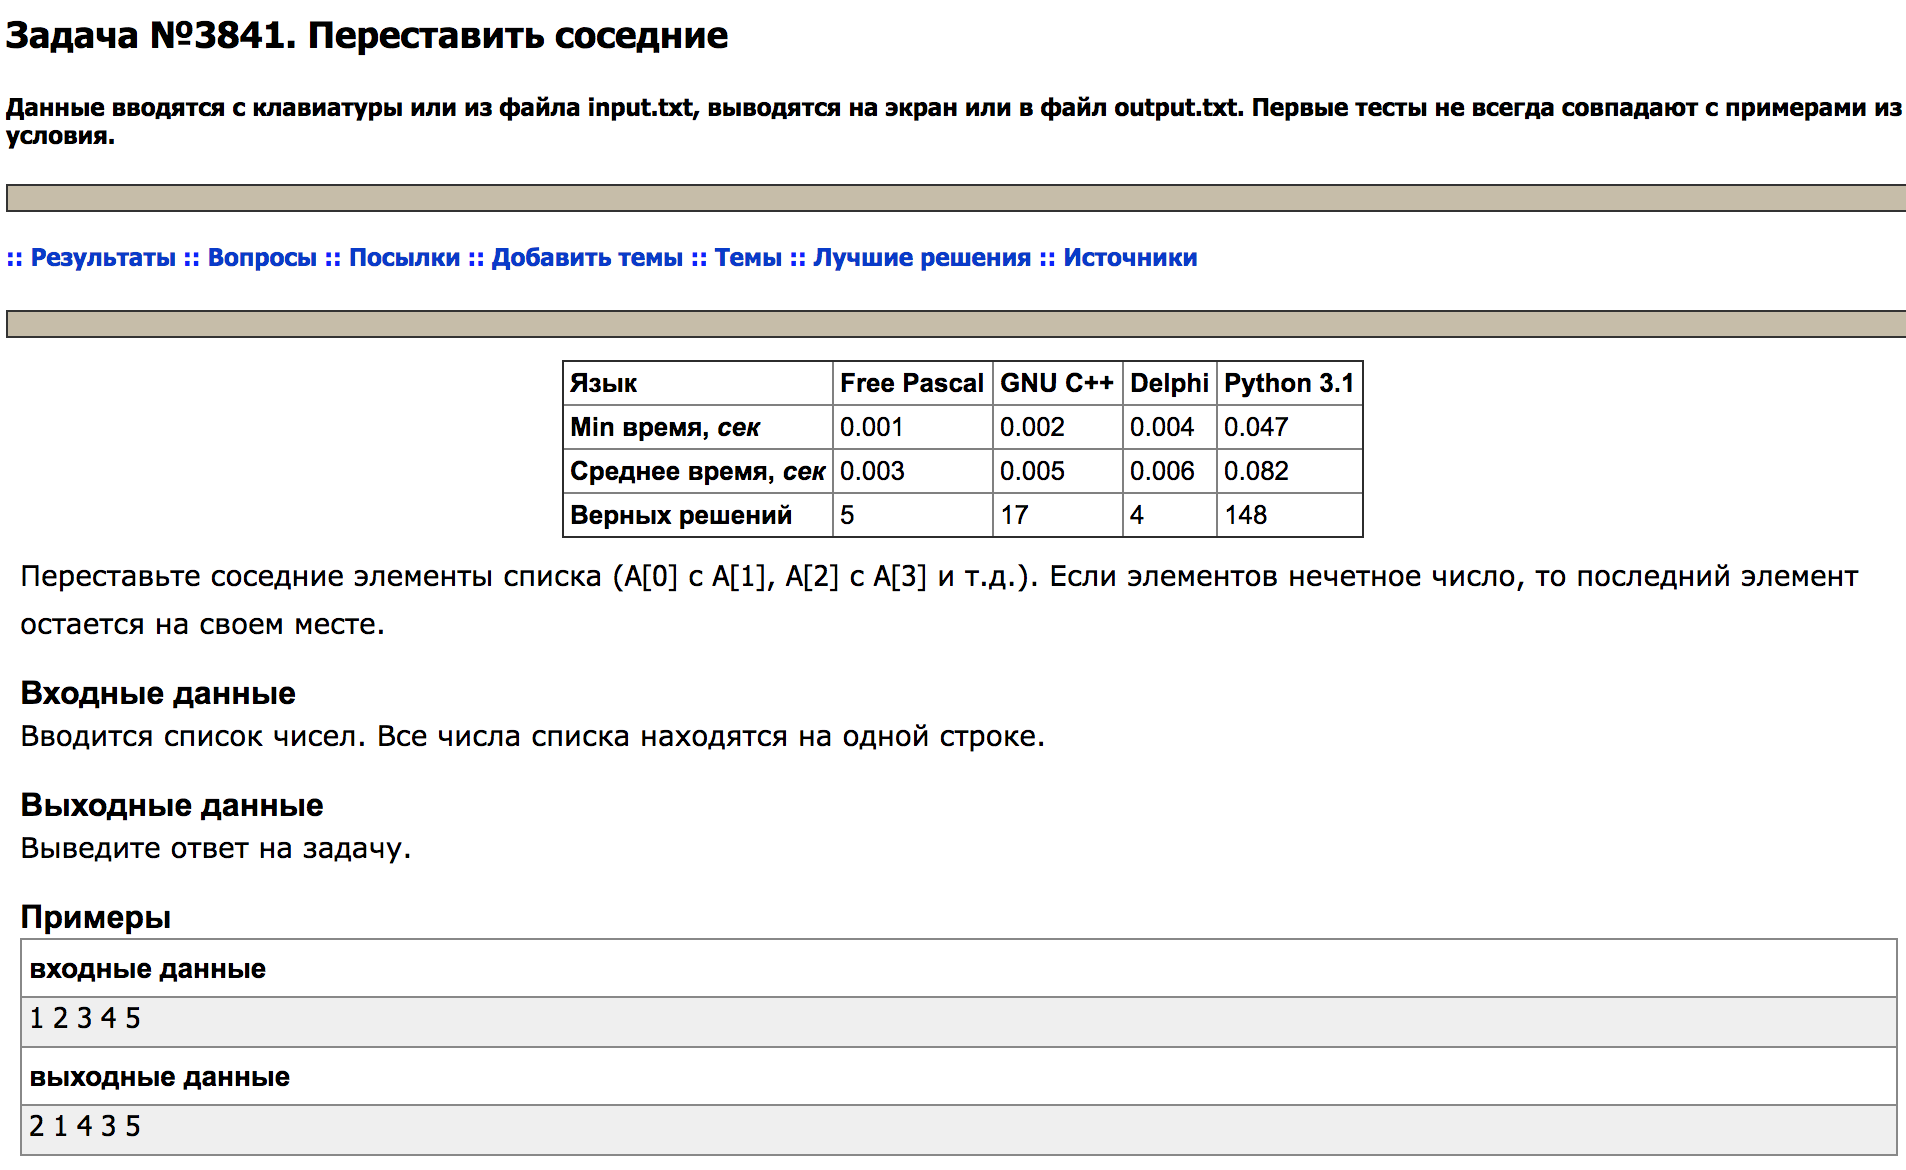 Задача №3841. Переставить соседние
Данные вводятся с клавиатуры или из файла input.txt, выводятся на экран или в файл output.txt. Первые тесты не всегда совпадают с примерами из
условия.
:: Результаты :: Вопросы :: Посылки :: Добавить темы :: Темы :: Лучшие решения :: Источники
Язык Free Pascal GNU C++ Delphi Python 3.1
Min время, сек 0.001 0.002 0.004 0.047
Среднее время, сек 0.003 0.005 0.006 0.082
Верных решений 5 17 4 148
Переставьте соседние элементы списка (A[0] c A[1], A[2] c A[3] и т.д.). Если элементов нечетное число, то последний элемент
остается на своем месте.
Входные данные
Вводится список чисел. Все числа списка находятся на одной строке.
Выходные данные
Выведите ответ на задачу.
Примеры
входные данные
1 2 3 4 5
выходные данные
2 1 4 3 5